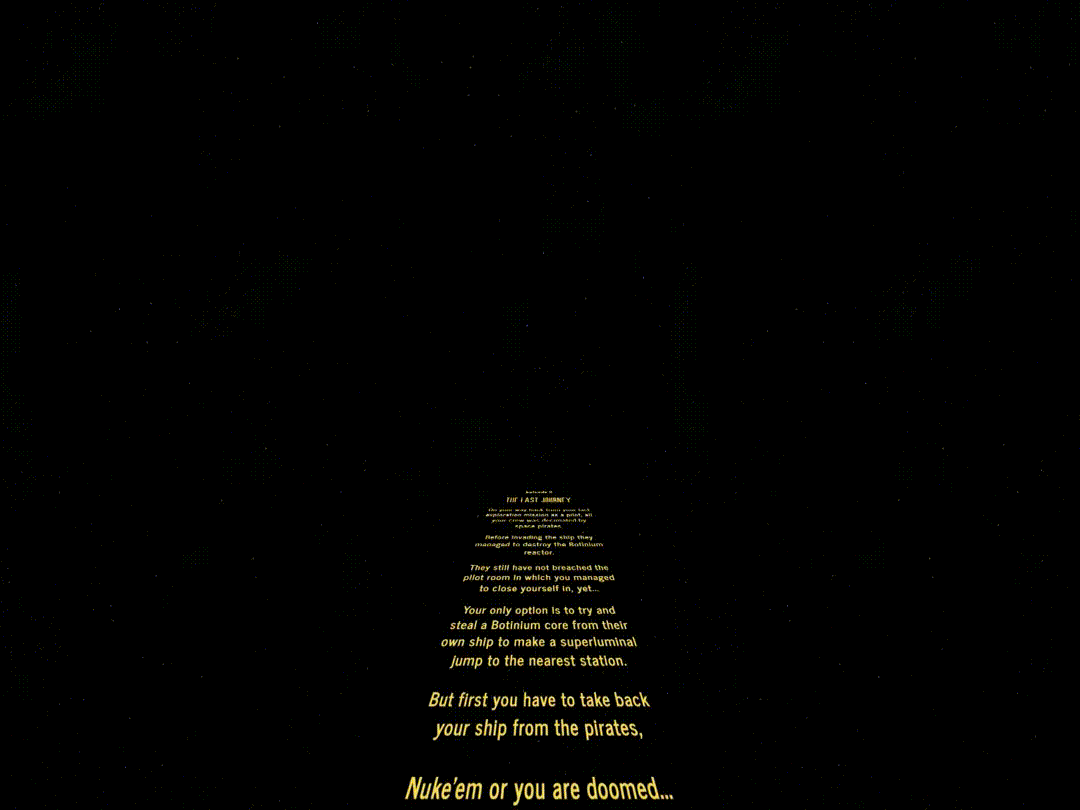 Episode II
THE LAST JOURNEY
On your way back from your last
exploration mission as a pilot, all
your crew was decimated by
space pirates.
Before invading the ship they
managed to destroy the Botinium
reactor.
They still have not breached the
pilot room in which you managed
to close yourself in, yet...
Your only option is to try and
steal a Botinium core from their
own ship to make a superluminal
jump to the nearest station.
But first you have to take back
your ship from the pirates,
Nuke'em or you are doomed...